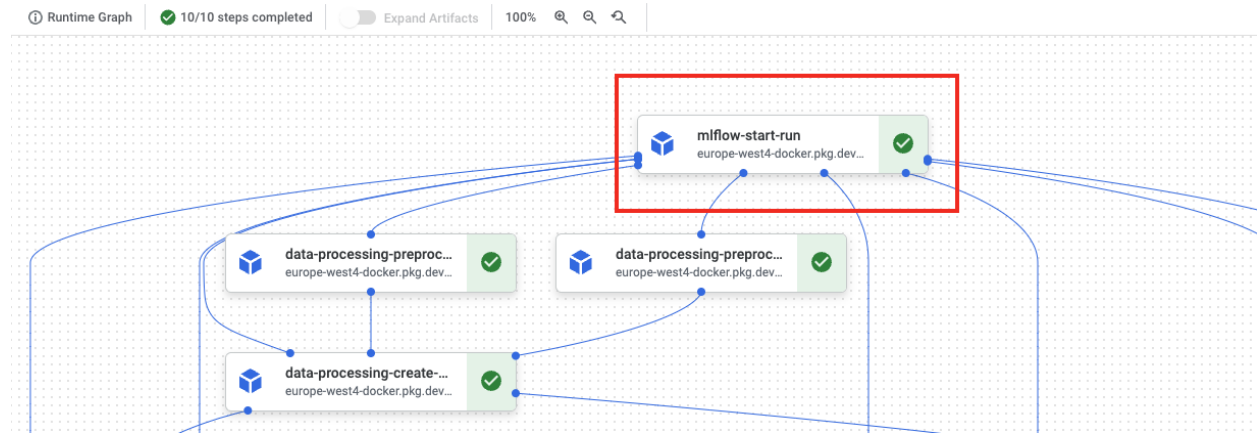 Runtime Graph
10/10 steps completed
Expand Artifacts
100%
mlflow-start-run
europe-west4-docker.pkg.dev...
data-processing-preproc...
europe-west4-docker.pkg.dev...
data-processing-preproc...
europe-west4-docker.pkg.dev...
data-processing-create-...
europe-west4-docker.pkg.dev...